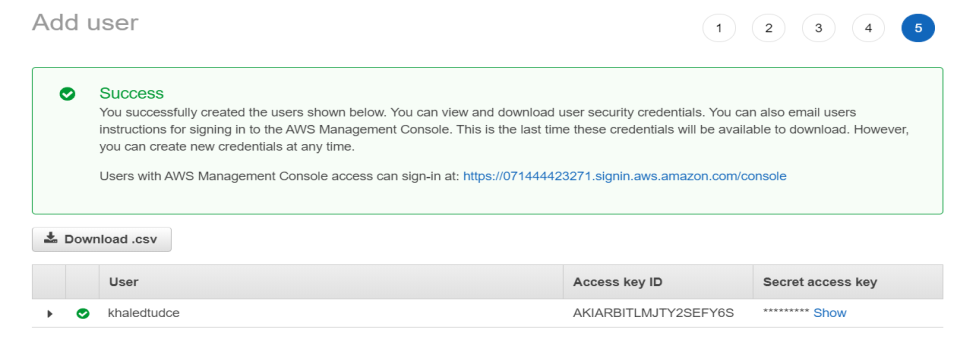 Add user
1 2 3 4 5
Success
You successfully created the users shown below. You can view and download user security credentials. You can also email users
instructions for signing in to the AWS Management Console. This is the last time these credentials will be available to download. However,
you can create new credentials at any time.
Users with AWS Management Console access can sign-in at: https://071444423271.signin.aws.amazon.com/console
Download .csv
User Access key ID Secret access key
khaledtudce AKIARBITLMJTY2SEFY6S ********* Show